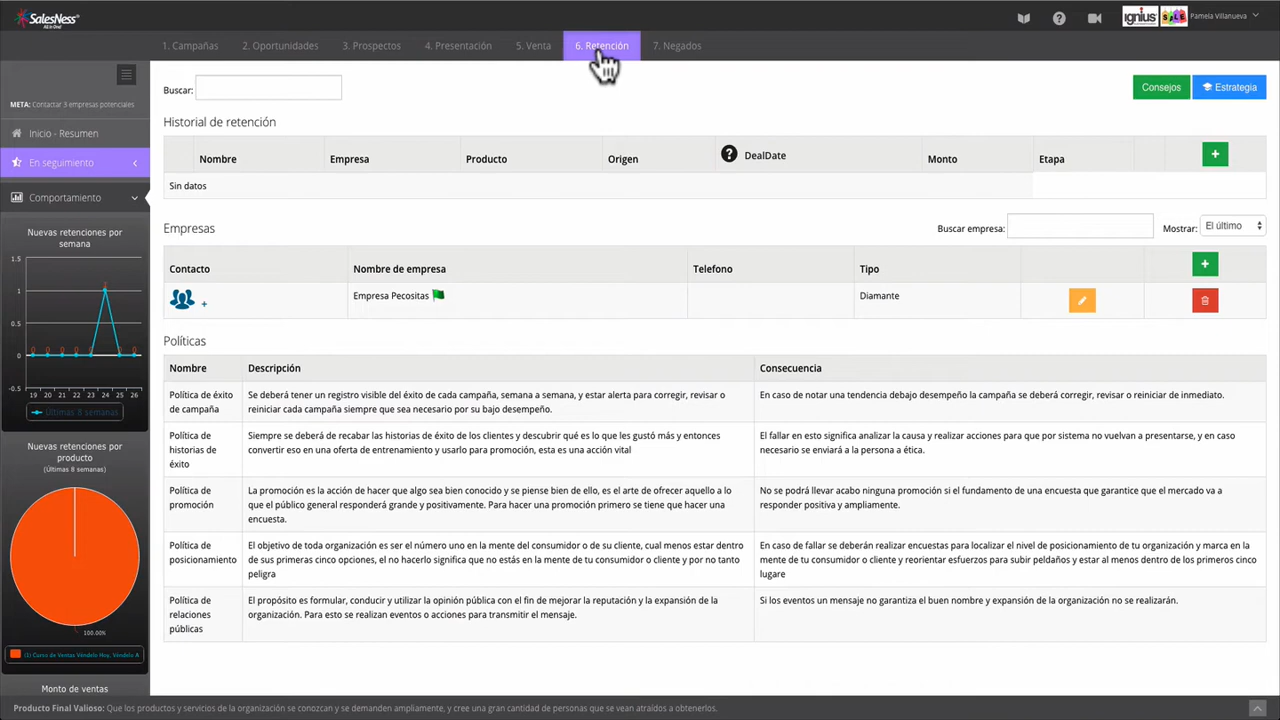 SalesNess
All in One!
ignius
SALE
Pamela Villanueva
1. Campañas
2. Oportunidades
3. Prospectos
4. Presentación
5. Venta
6. Retención
7. Negados
META: Contactar 3 empresas potenciales
Inicio - Resumen
En seguimiento
Comportamiento
Nuevas retenciones por
semana
1.5
1
0.5
0
-0.5
19 20 21 22 23 24 25 26
Últimas 8 semanas
Nuevas retenciones por
producto
(Últimas 8 semanas)
100.00%
(1) Curso de Ventas Véndelo Hoy, Véndelo A
Monto de ventas
Buscar:
Consejos
Estrategia
Historial de retención
Nombre Empresa Producto Origen ? DealDate Monto Etapa +
Sin datos
Empresas
Buscar empresa:
Mostrar: El último
Contacto Nombre de empresa Telefono Tipo +
+ Empresa Pecositas Diamante
Políticas
Nombre Descripción Consecuencia
Política de éxito
de campaña
Se deberá tener un registro visible del éxito de cada campaña, semana a semana, y estar alerta para corregir, revisar o
reiniciar cada campaña siempre que sea necesario por su bajo desempeño.
En caso de notar una tendencia debajo desempeño la campaña se deberá corregir, revisar o reiniciar de inmediato.
Política de
historias de
éxito
Siempre se deberá de recabar las historias de éxito de los clientes y descubrir qué es lo que les gustó más y entonces
convertir eso en una oferta de entrenamiento y usarlo para promoción, esta es una acción vital
El fallar en esto significa analizar la causa y realizar acciones para que por sistema no vuelvan a presentarse, y en caso
necesario se enviará a la persona a ética.
Política de
promoción
La promoción es la acción de hacer que algo sea bien conocido y se piense bien de ello, es el arte de ofrecer aquello a lo
que el público general responderá grande y positivamente. Para hacer una promoción primero se tiene que hacer una
encuesta.
No se podrá llevar acabo ninguna promoción si el fundamento de una encuesta que garantice que el mercado va a
responder positiva y ampliamente.
Política de
posicionamiento
El objetivo de toda organización es ser el número uno en la mente del consumidor o de su cliente, cual menos estar dentro
de sus primeras cinco opciones, el no hacerlo significa que no estás en la mente de tu consumidor o cliente y por no tanto
peligra
En caso de fallar se deberán realizar encuestas para localizar el nivel de posicionamiento de tu organización y marca en la
mente de tu consumidor o cliente y reorientar esfuerzos para subir peldaños y estar al menos dentro de los primeros cinco
lugare
Política de
relaciones
públicas
El propósito es formular, conducir y utilizar la opinión pública con el fin de mejorar la reputación y la expansión de la
organización. Para esto se realizan eventos o acciones para transmitir el mensaje.
Si los eventos un mensaje no garantiza el buen nombre y expansión de la organización no se realizarán.
Producto Final Valioso: Que los productos y servicios de la organización se conozcan y se demanden ampliamente, y cree una gran cantidad de personas que se vean atraídos a obtenerlos.